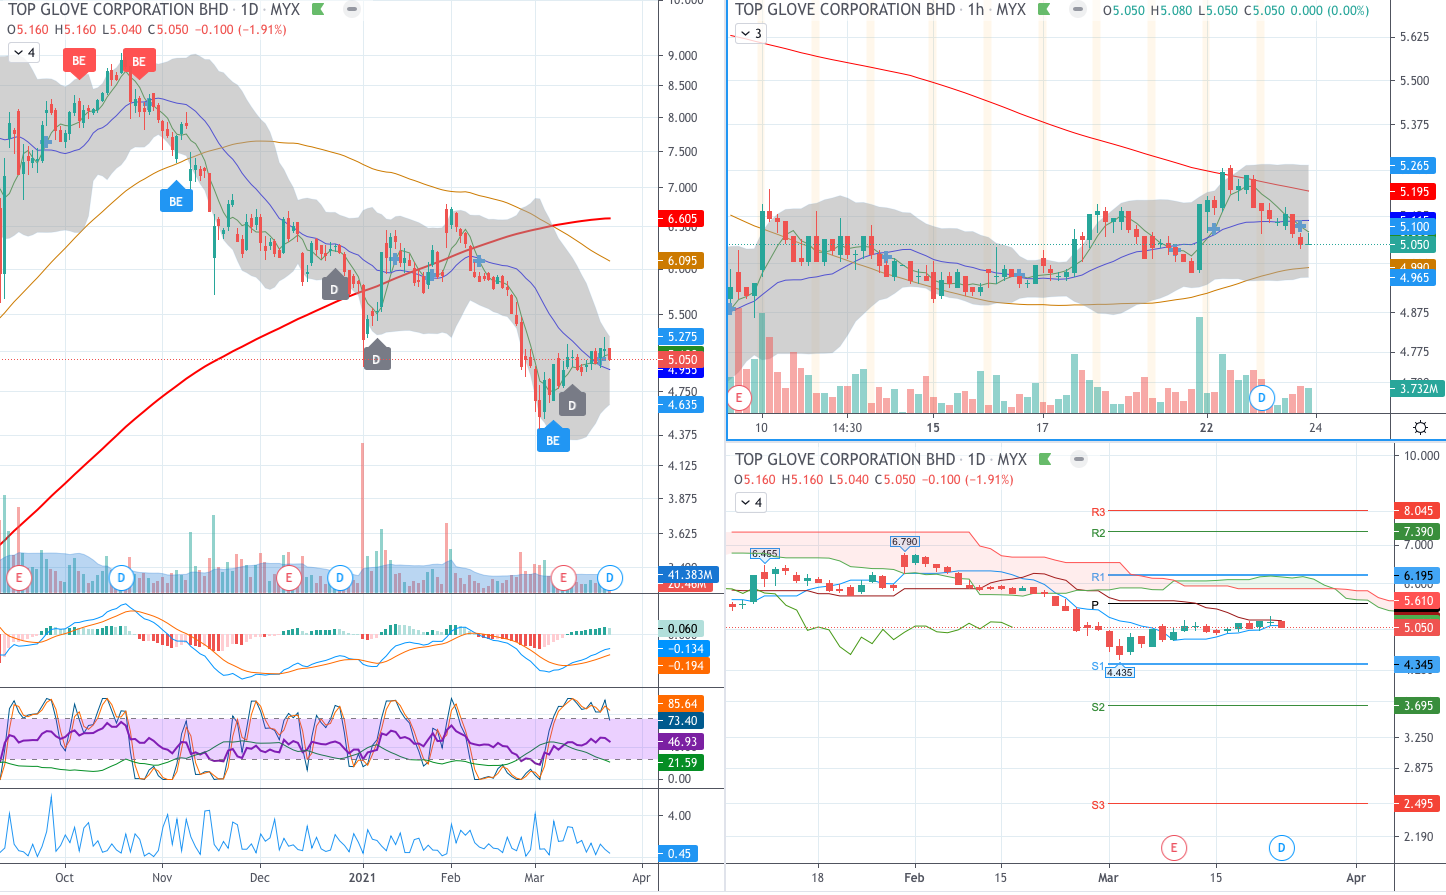 TOP GLOVE CORPORATION BHD · 1D · MYX
O5.160 H5.160 L5.040 C5.050 −0.100 (−1.91%)
4
BE
BE
BE
D
D
D
BE
E
D
E
D
E
D
10.000
9.000
8.500
8.000
7.500
7.000
6.605
6.095
5.500
5.275
5.050
4.955
4.750
4.635
4.375
4.125
3.875
3.625
41.383M
0.060
−0.134
−0.194
85.64
73.40
46.93
21.59
0.00
4.00
0.45
Oct
Nov
Dec
2021
Feb
Mar
Apr
TOP GLOVE CORPORATION BHD · 1h · MYX
O5.050 H5.080 L5.050 C5.050 0.000 (0.00%)
3
5.625
5.500
5.375
5.265
5.195
5.100
5.050
4.990
4.965
4.875
4.775
3.732M
E
D
10
14:30
15
17
22
24
TOP GLOVE CORPORATION BHD · 1D · MYX
O5.160 H5.160 L5.040 C5.050 −0.100 (−1.91%)
4
6.465
6.790
4.435
R3
R2
R1
P
S1
S2
S3
10.000
8.045
7.390
7.000
6.195
6.000
5.610
5.050
4.345
3.695
3.250
2.875
2.495
2.190
E
D
18
Feb
15
Mar
15
Apr